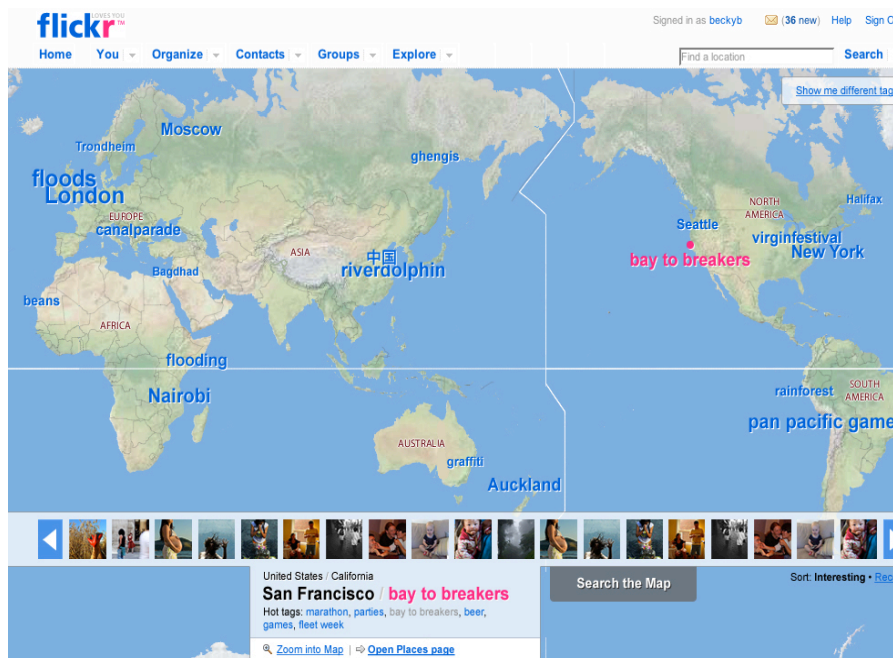 flickr LOVES YOU ™
Signed in as beckyb (36 new) Help Sign O
Home You Organize Contacts Groups Explore
Find a location Search
Show me different tag
Moscow
Trondheim
ghengis
floods
London
EUROPE
canalparade
NORTH AMERICA
Halifax
Seattle
virginfestival
New York
ASIA
中国
riverdolphin
bay to breakers
Bagdhad
beans
AFRICA
flooding
Nairobi
rainforest
SOUTH AMERICA
pan pacific game
AUSTRALIA
graffiti
Auckland
United States / California
San Francisco / bay to breakers
Hot tags: marathon, parties, bay to breakers, beer,
games, fleet week
Zoom into Map | Open Places page
Search the Map
Sort: Interesting • Rec